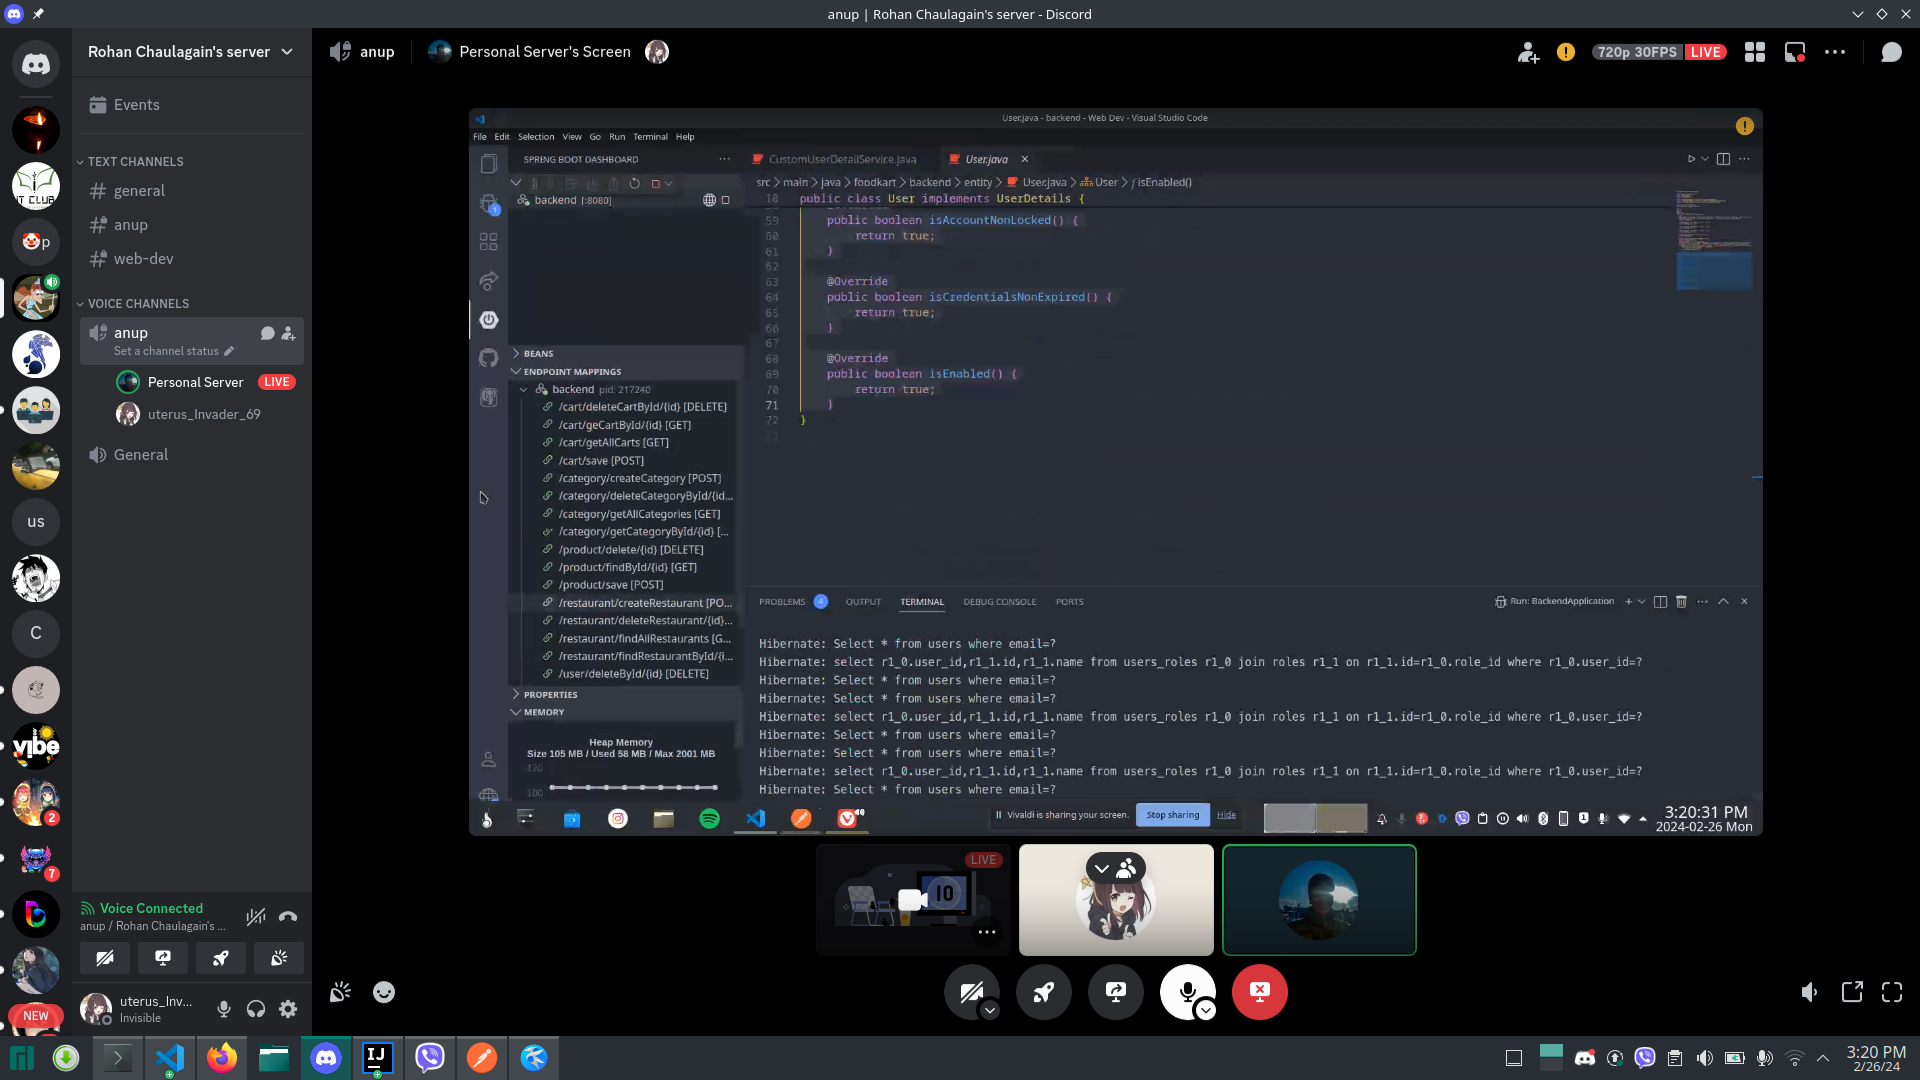 anup | Rohan Chaulagain's server - Discord
Rohan Chaulagain's server
anup
Personal Server's Screen
720p 30FPS LIVE
Events
TEXT CHANNELS
general
anup
web-dev
VOICE CHANNELS
anup
Set a channel status
Personal Server LIVE
uterus_Invader_69
General
IT CLUB
p
us
C
vibe
2
7
NEW
Voice Connected
anup / Rohan Chaulagain's ...
uterus_Inv...
Invisible
User.java - backend - Web Dev - Visual Studio Code
File Edit Selection View Go Run Terminal Help
SPRING BOOT DASHBOARD
CustomUserDetailService.java
User.java
src > main > java > foodkart > backend > entity > User.java > User > isEnabled()
1
backend [:8080]
BEANS
ENDPOINT MAPPINGS
backend pid: 217240
/cart/deleteCartById/{id} [DELETE]
/cart/geCartById/{id} [GET]
/cart/getAllCarts [GET]
/cart/save [POST]
/category/createCategory [POST]
/category/deleteCategoryById/{id...
/category/getAllCategories [GET]
/category/getCategoryById/{id} [...
/product/delete/{id} [DELETE]
/product/findById/{id} [GET]
/product/save [POST]
/restaurant/createRestaurant [PO...
/restaurant/deleteRestaurant/{id}...
/restaurant/findAllRestaurants [G...
/restaurant/findRestaurantById/{i...
/user/deleteById/{id} [DELETE]
PROPERTIES
MEMORY
Heap Memory
Size 105 MB / Used 58 MB / Max 2001 MB
120
100
18 public class User implements UserDetails {
59 public boolean isAccountNonLocked() {
60 return true;
61 }
62
63 @Override
64 public boolean isCredentialsNonExpired() {
65 return true;
66 }
67
68 @Override
69 public boolean isEnabled() {
70 return true;
71 }
72 }
73
PROBLEMS 4 OUTPUT TERMINAL DEBUG CONSOLE PORTS
Run: BackendApplication
Hibernate: Select * from users where email=?
Hibernate: select r1_0.user_id,r1_1.id,r1_1.name from users_roles r1_0 join roles r1_1 on r1_1.id=r1_0.role_id where r1_0.user_id=?
Hibernate: Select * from users where email=?
Hibernate: Select * from users where email=?
Hibernate: select r1_0.user_id,r1_1.id,r1_1.name from users_roles r1_0 join roles r1_1 on r1_1.id=r1_0.role_id where r1_0.user_id=?
Hibernate: Select * from users where email=?
Hibernate: Select * from users where email=?
Hibernate: select r1_0.user_id,r1_1.id,r1_1.name from users_roles r1_0 join roles r1_1 on r1_1.id=r1_0.role_id where r1_0.user_id=?
Hibernate: Select * from users where email=?
Vivaldi is sharing your screen.
Stop sharing
Hide
3:20:31 PM
2024-02-26 Mon
LIVE
IJ
3:20 PM
2/26/24